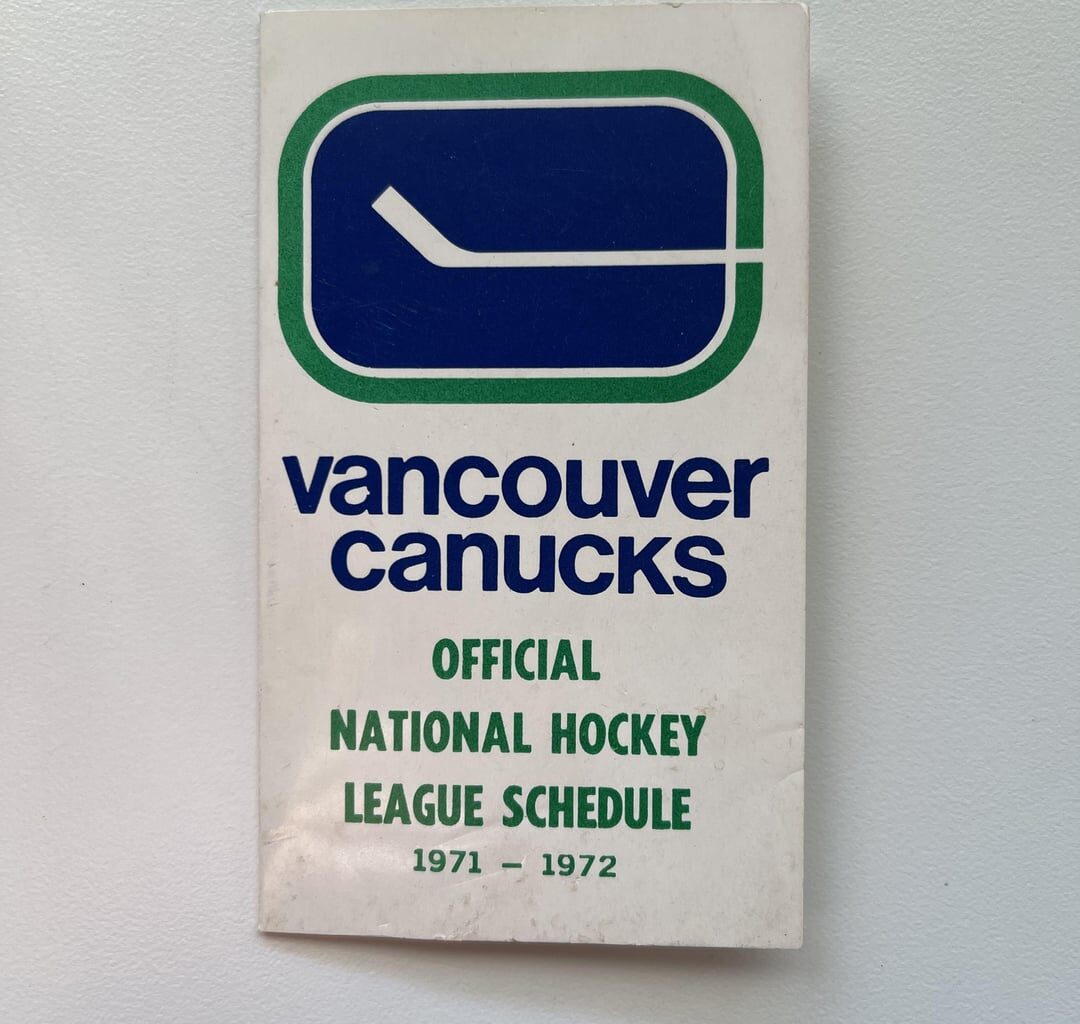 vancouver
canucks
OFFICIAL
NATIONAL HOCKEY
LEAGUE SCHEDULE
1971 – 1972